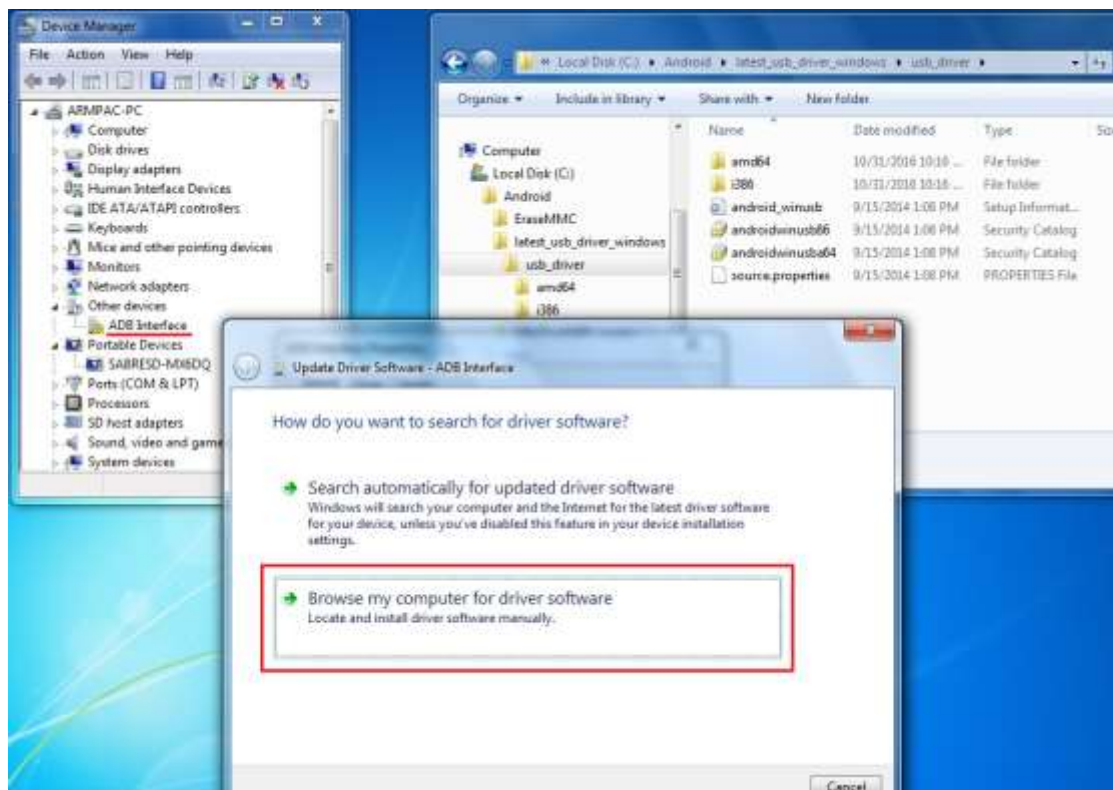 Device Manager
File Action View Help
ARMPAC-PC
Computer
Disk drives
Display adapters
Human Interface Devices
IDE ATA/ATAPI controllers
Keyboards
Mice and other pointing devices
Monitors
Network adapters
Other devices
ADB Interface
Portable Devices
SABRESD-MX6DQ
Ports (COM & LPT)
Processors
SD host adapters
Sound, video and game
System devices
Local Disk (C:) Android latest_usb_driver_windows usb_driver
Organize Include in library Share with New folder
Computer
Local Disk (C:)
Android
EraseMMC
latest_usb_driver_windows
usb_driver
amd64
i386
Name Date modified Type
amd64 10/31/2016 10:16 ... File folder
i386 10/31/2016 10:16 ... File folder
android_winusb 9/15/2014 1:08 PM Setup Informat...
androidwinusb86 9/15/2014 1:08 PM Security Catalog
androidwinusba64 9/15/2014 1:08 PM Security Catalog
source.properties 9/15/2014 1:08 PM PROPERTIES File
Update Driver Software - ADB Interface
How do you want to search for driver software?
Search automatically for updated driver software
Windows will search your computer and the Internet for the latest driver software
for your device, unless you've disabled this feature in your device installation
settings.
Browse my computer for driver software
Locate and install driver software manually.
Cancel